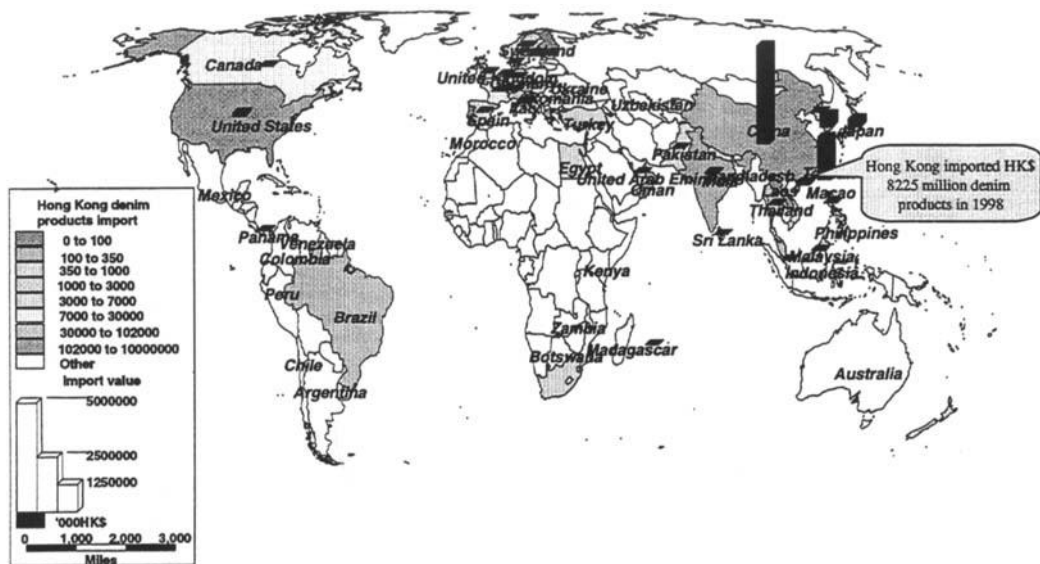 Canada
United States
Mexico
Panama
Venezuela
Colombia
Peru
Brazil
Chile
Argentina
United Kingdom
Ukraine
Romania
Spain
Turkey
Uzbekistan
Morocco
Egypt
Pakistan
United Arab Emirates
Oman
Kenya
Zambia
Botswana
Madagascar
China
Japan
Bangladesh
Laos
Macao
Thailand
Philippines
Sri Lanka
Malaysia
Indonesia
Australia
Hong Kong imported HK$
8225 million denim
products in 1998
Hong Kong denim
products import
0 to 100
100 to 350
350 to 1000
1000 to 3000
3000 to 7000
7000 to 30000
30000 to 102000
102000 to 10000000
Other
Import value
5000000
2500000
1250000
'000HK$
0 1,000 2,000 3,000
Miles